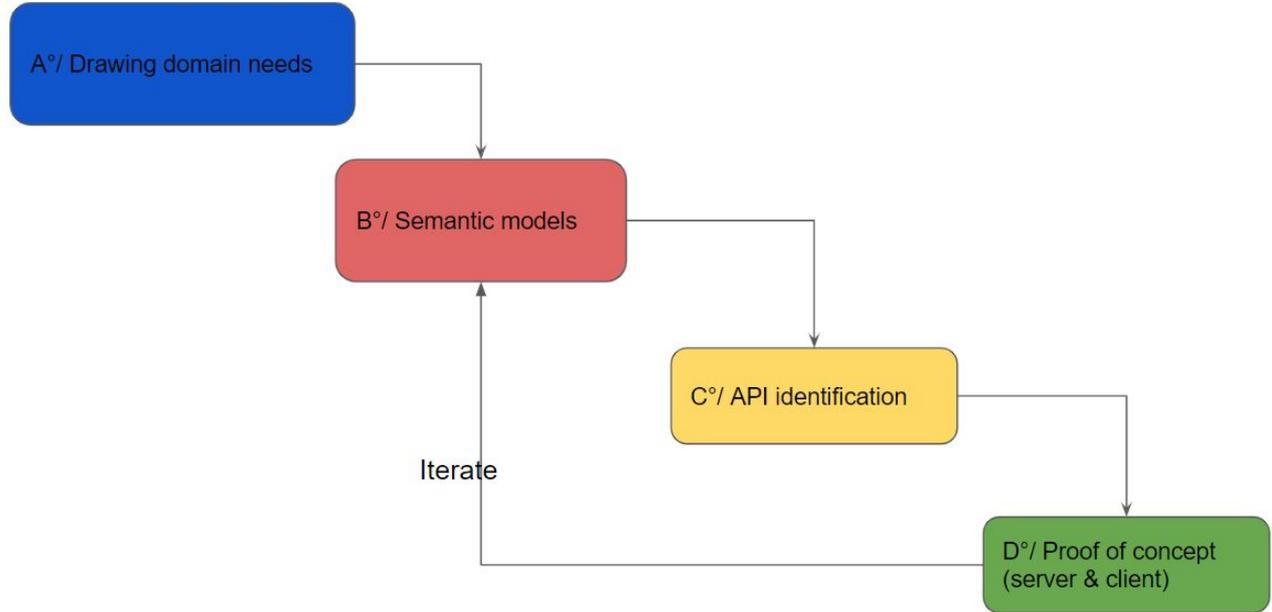 A°/ Drawing domain needs
B°/ Semantic models
C°/ API identification
Iterate
D°/ Proof of concept
(server & client)